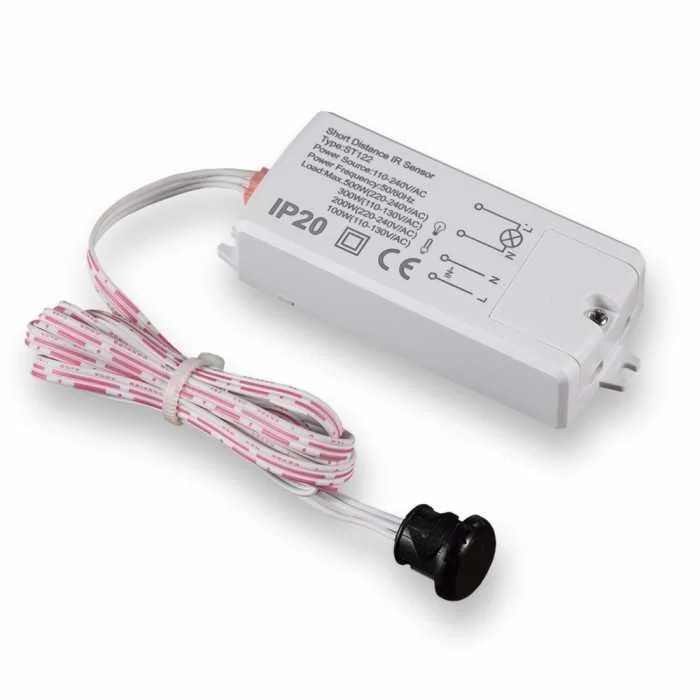 Short Distance IR Sensor
Type:ST122
Power Source:110-240V/AC
Power Frequency:50/60Hz
Load:Max.500W(220-240V/AC)
300W(110-130V/AC)
200W(220-240V/AC)
100W(110-130V/AC)
IP20
CE
L'
N
N
L